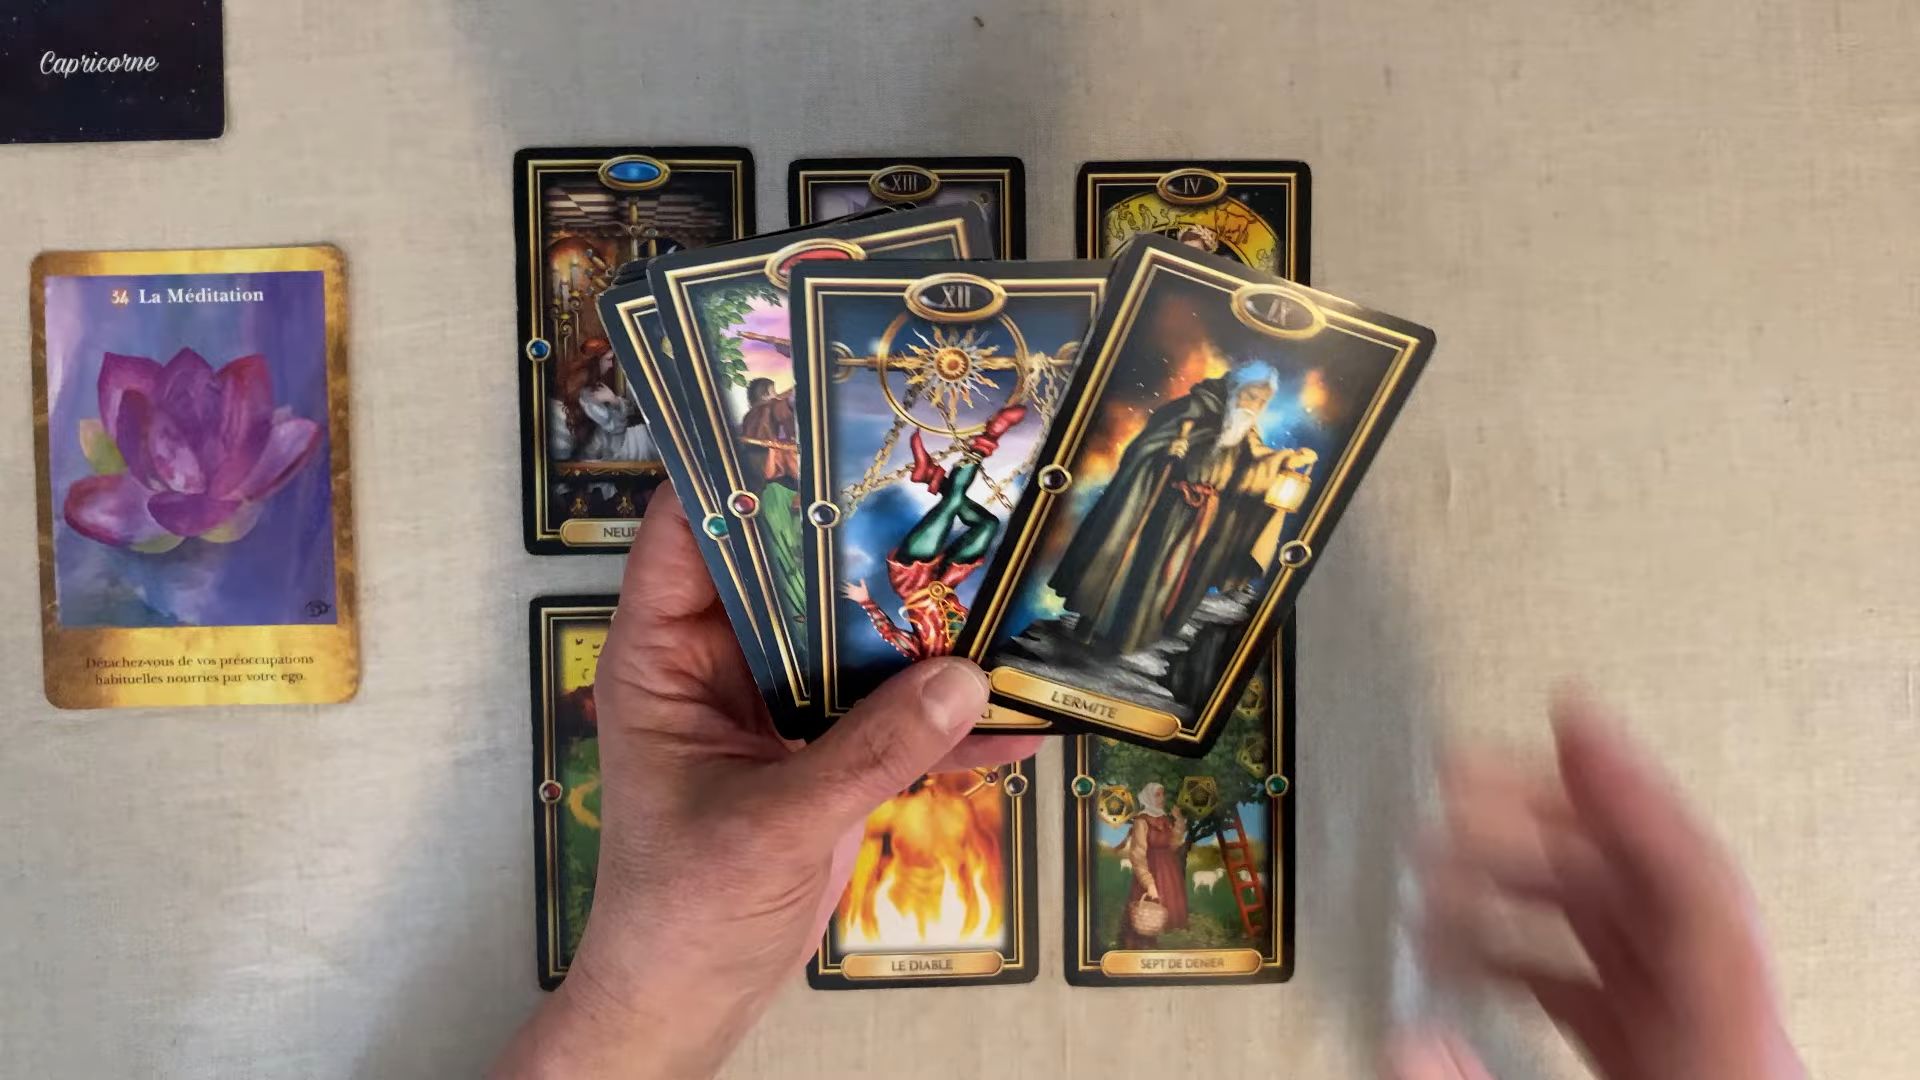 Capricorne
34 La Méditation
Détachez-vous de vos préoccupations
habituelles nourries par votre ego.
XIII
IV
XII
IX
L'ERMITE
LE DIABLE
SEPT DE DENIER